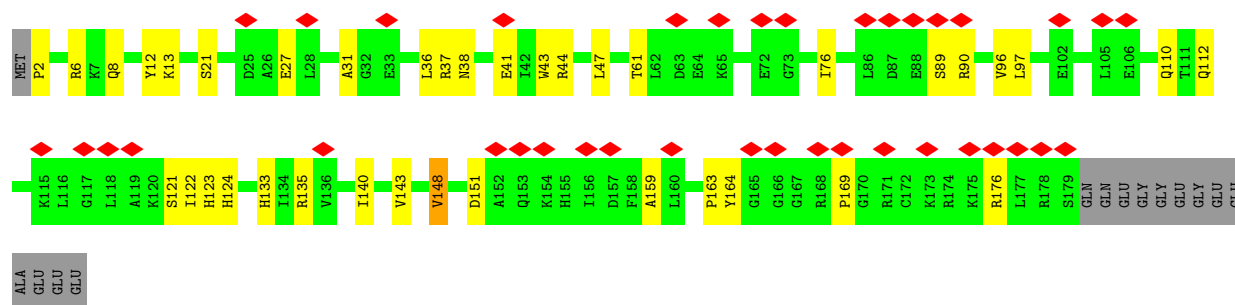 MET
P2
R6
K7
Q8
Y12
K13
S21
D25
A26
E27
L28
A31
G32
E33
L36
R37
N38
E41
I42
W43
R44
L47
T61
L62
D63
E64
K65
E72
G73
I76
L86
D87
E88
S89
R90
V96
L97
E102
L105
E106
Q110
T111
Q112
K115
L116
G117
L118
A119
K120
S121
I122
H123
H124
H133
I134
R135
V136
I140
V143
V148
D151
A152
Q153
K154
H155
I156
D157
F158
A159
L160
P163
Y164
G165
G166
G167
R168
P169
G170
R171
C172
K173
R174
K175
R176
L177
R178
S179
GLN
GLN
GLU
GLY
GLY
GLU
GLY
GLU
ALA
GLU
GLU
GLU